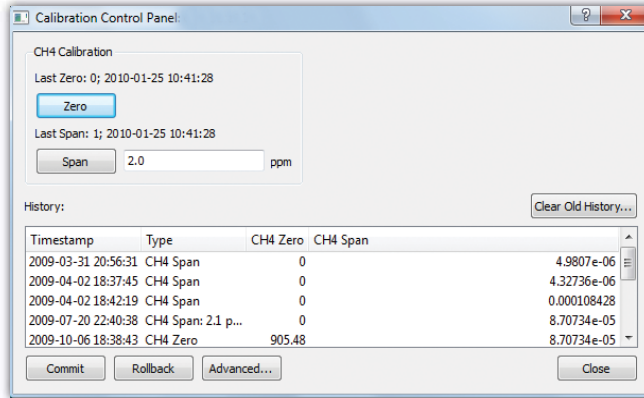 Calibration Control Panel:
CH4 Calibration
Last Zero: 0; 2010-01-25 10:41:28
Zero
Last Span: 1; 2010-01-25 10:41:28
Span 2.0 ppm
History: Clear Old History...
Timestamp Type CH4 Zero CH4 Span
2009-03-31 20:56:31 CH4 Span 0 4.9807e-06
2009-04-02 18:37:45 CH4 Span 0 4.32736e-06
2009-04-02 18:42:19 CH4 Span 0 0.000108428
2009-07-20 22:40:38 CH4 Span: 2.1 p... 0 8.70734e-05
2009-10-06 18:38:43 CH4 Zero 905.48 8.70734e-05
Commit Rollback Advanced... Close